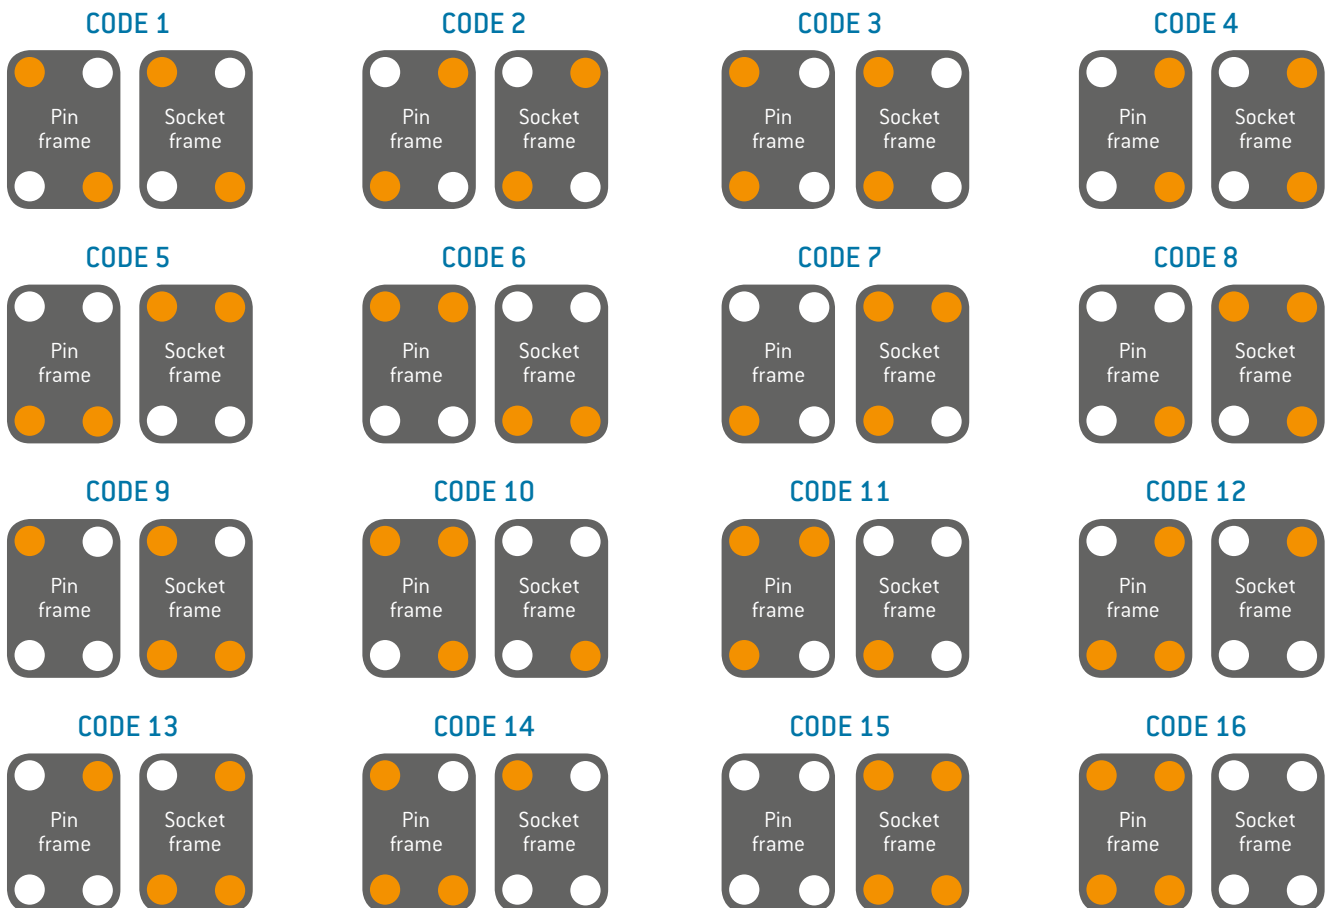 CODE 1 CODE 2 CODE 3 CODE 4
Pin Socket Pin Socket Pin Socket Pin Socket
frame frame frame frame frame frame frame frame
CODE 5 CODE 6 CODE 7 CODE 8
Pin Socket Pin Socket Pin Socket Pin Socket
frame frame frame frame frame frame frame frame
CODE 9 CODE 10 CODE 11 CODE 12
Pin Socket Pin Socket Pin Socket Pin Socket
frame frame frame frame frame frame frame frame
CODE 13 CODE 14 CODE 15 CODE 16
Pin Socket Pin Socket Pin Socket Pin Socket
frame frame frame frame frame frame frame frame